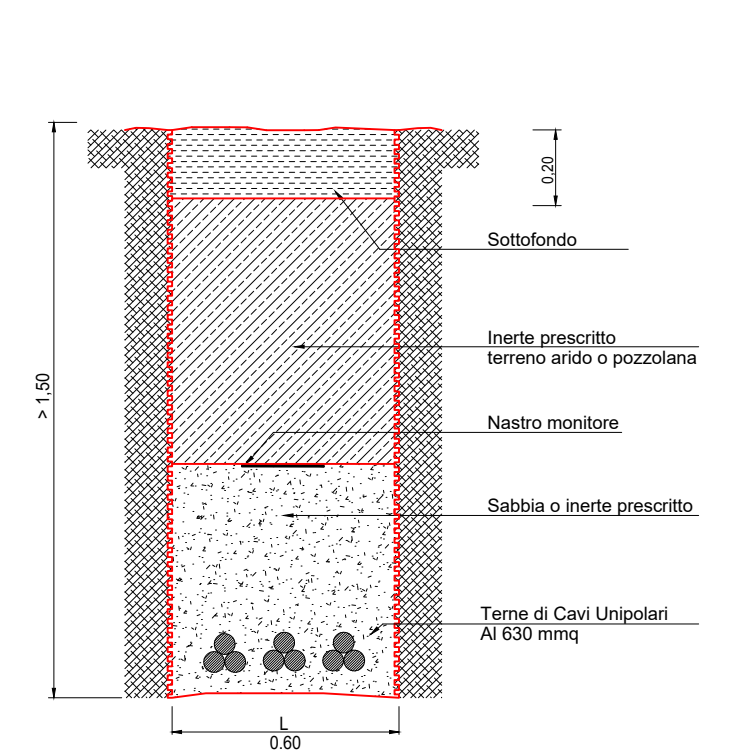 0,20
Sottofondo
Inerte prescritto
terreno arido o pozzolana
> 1,50
Nastro monitore
Sabbia o inerte prescritto
Terne di Cavi Unipolari
Al 630 mmq
L
0.60